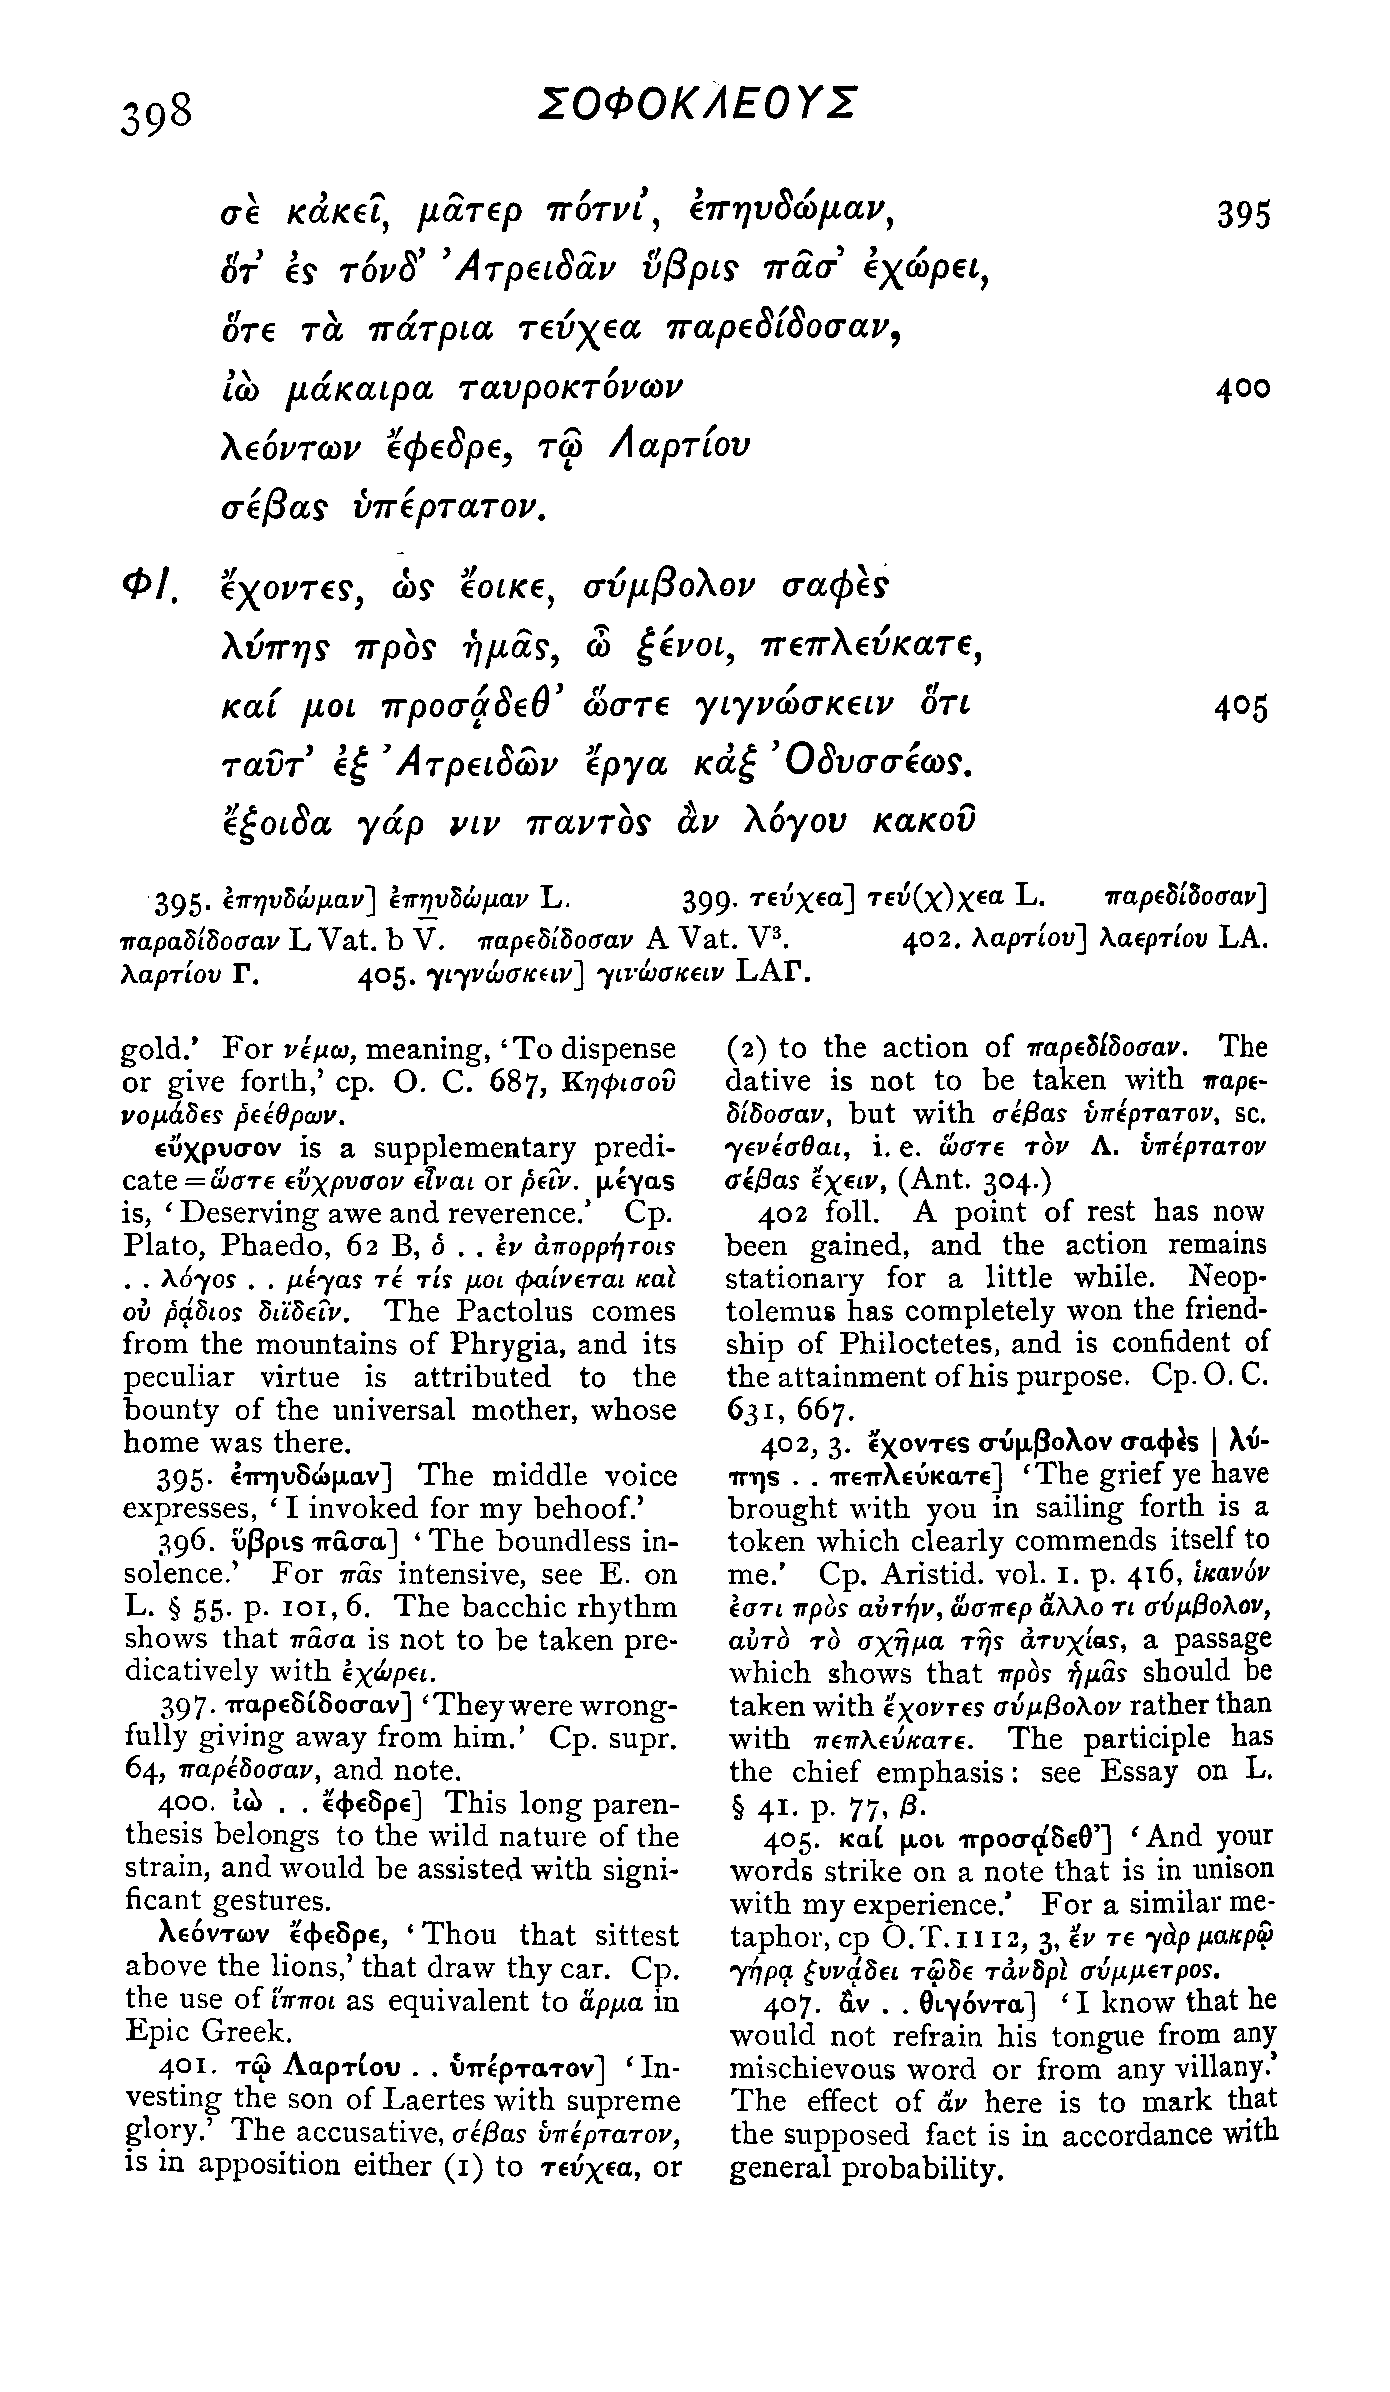 398 ΣΟΦΟΚΛΕΟΥΣ
σὲ κἀκεῖ, μᾶτερ πότνι’, ἐπηυδώμαν, 395
ὅτ’ ἐς τόνδ’ Ἀτρειδᾶν ὕβρις πᾶσ’ ἐχώρει,
ὅτε τὰ πάτρια τεύχεα παρεδίδοσαν,
ἰὼ μάκαιρα ταυροκτόνων 400
λεόντων ἔφεδρε, τῷ Λαρτίου
σέβας ὑπέρτατον.
ΦΙ. ἔχοντες, ὡς ἔοικε, σύμβολον σαφὲς
λύπης πρὸς ἡμᾶς, ὦ ξένοι, πεπλεύκατε,
καί μοι προσᾴδεθ’ ὥστε γιγνώσκειν ὅτι 405
ταῦτ’ ἐξ Ἀτρειδῶν ἔργα κἀξ Ὀδυσσέως.
ἔξοιδα γάρ νιν παντὸς ἂν λόγου κακοῦ
395. ἐπηυδώμαν] ἐπηυδώμαν L. 399. τεύχεα] τεύ(χ)χεα L. παρεδίδοσαν]
παραδίδοσαν L Vat. b V. παρεδίδοσαν A Vat. V³. 402. λαρτίου] λαερτίου LA.
λαρτίου Γ. 405. γιγνώσκειν] γινώσκειν LAΓ.
gold.’ For νέμω, meaning, ‘To dispense
or give forth,’ cp. O. C. 687, Κηφισοῦ
νομάδες ῥεέθρων.
εὔχρυσον is a supplementary predi-
cate = ὥστε εὔχρυσον εἶναι or ῥεῖν. μέγας
is, ‘Deserving awe and reverence.’ Cp.
Plato, Phaedo, 62 B, ὁ . . ἐν ἀπορρήτοις
. . λόγος . . μέγας τέ τίς μοι φαίνεται καὶ
οὐ ῥᾴδιος διϊδεῖν. The Pactolus comes
from the mountains of Phrygia, and its
peculiar virtue is attributed to the
bounty of the universal mother, whose
home was there.
395. ἐπηυδώμαν] The middle voice
expresses, ‘I invoked for my behoof.’
396. ὕβρις πᾶσα] ‘The boundless in-
solence.’ For πᾶς intensive, see E. on
L. § 55. p. 101, 6. The bacchic rhythm
shows that πᾶσα is not to be taken pre-
dicatively with ἐχώρει.
397. παρεδίδοσαν] ‘They were wrong-
fully giving away from him.’ Cp. supr.
64, παρέδοσαν, and note.
400. ἰὼ . . ἔφεδρε] This long paren-
thesis belongs to the wild nature of the
strain, and would be assisted with signi-
ficant gestures.
λεόντων ἔφεδρε, ‘Thou that sittest
above the lions,’ that draw thy car. Cp.
the use of ἵπποι as equivalent to ἅρμα in
Epic Greek.
401. τῷ Λαρτίου . . ὑπέρτατον] ‘In-
vesting the son of Laertes with supreme
glory.’ The accusative, σέβας ὑπέρτατον,
is in apposition either (1) to τεύχεα, or
(2) to the action of παρεδίδοσαν. The
dative is not to be taken with παρε-
δίδοσαν, but with σέβας ὑπέρτατον, sc.
γενέσθαι, i. e. ὥστε τὸν Λ. ὑπέρτατον
σέβας ἔχειν, (Ant. 304.)
402 foll. A point of rest has now
been gained, and the action remains
stationary for a little while. Neop-
tolemus has completely won the friend-
ship of Philoctetes, and is confident of
the attainment of his purpose. Cp. O. C.
631, 667.
402, 3. ἔχοντες σύμβολον σαφὲς | λύ-
πης . . πεπλεύκατε] ‘The grief ye have
brought with you in sailing forth is a
token which clearly commends itself to
me.’ Cp. Aristid. vol. 1. p. 416, ἱκανόν
ἐστι πρὸς αὐτήν, ὥσπερ ἄλλο τι σύμβολον,
αὐτὸ τὸ σχῆμα τῆς ἀτυχίας, a passage
which shows that πρὸς ἡμᾶς should be
taken with ἔχοντες σύμβολον rather than
with πεπλεύκατε. The participle has
the chief emphasis: see Essay on L.
§ 41. p. 77, β.
405. καί μοι προσᾴδεθ’] ‘And your
words strike on a note that is in unison
with my experience.’ For a similar me-
taphor, cp O. T. 1112, 3, ἔν τε γὰρ μακρῷ
γήρᾳ ξυνᾴδει τῷδε τἀνδρὶ σύμμετρος.
407. ἂν . . θιγόντα] ‘I know that he
would not refrain his tongue from any
mischievous word or from any villany.’
The effect of ἄν here is to mark that
the supposed fact is in accordance with
general probability.